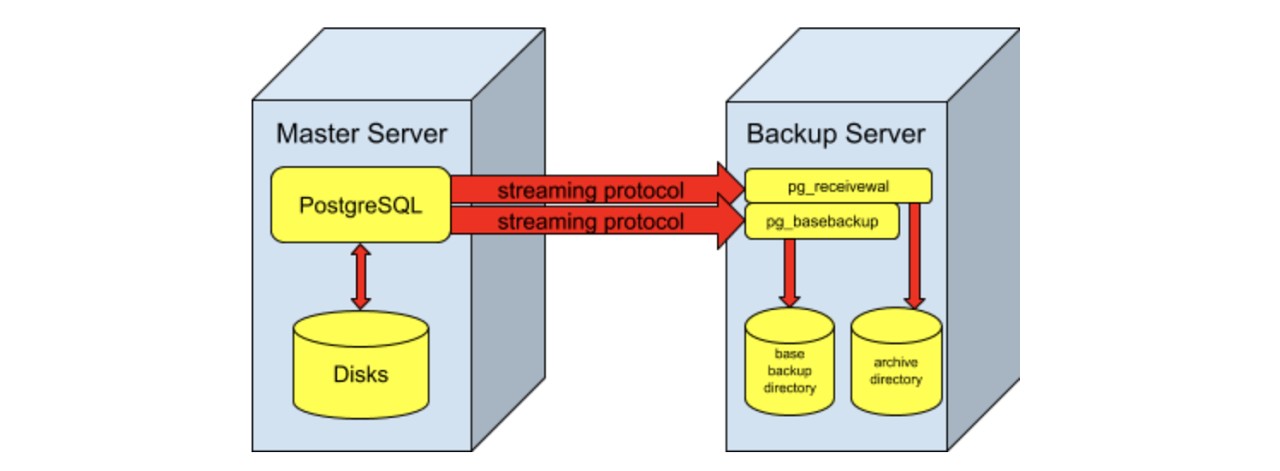 Master Server
PostgreSQL
Disks
streaming protocol
streaming protocol
Backup Server
pg_receivewal
pg_basebackup
base
backup
directory
archive
directory